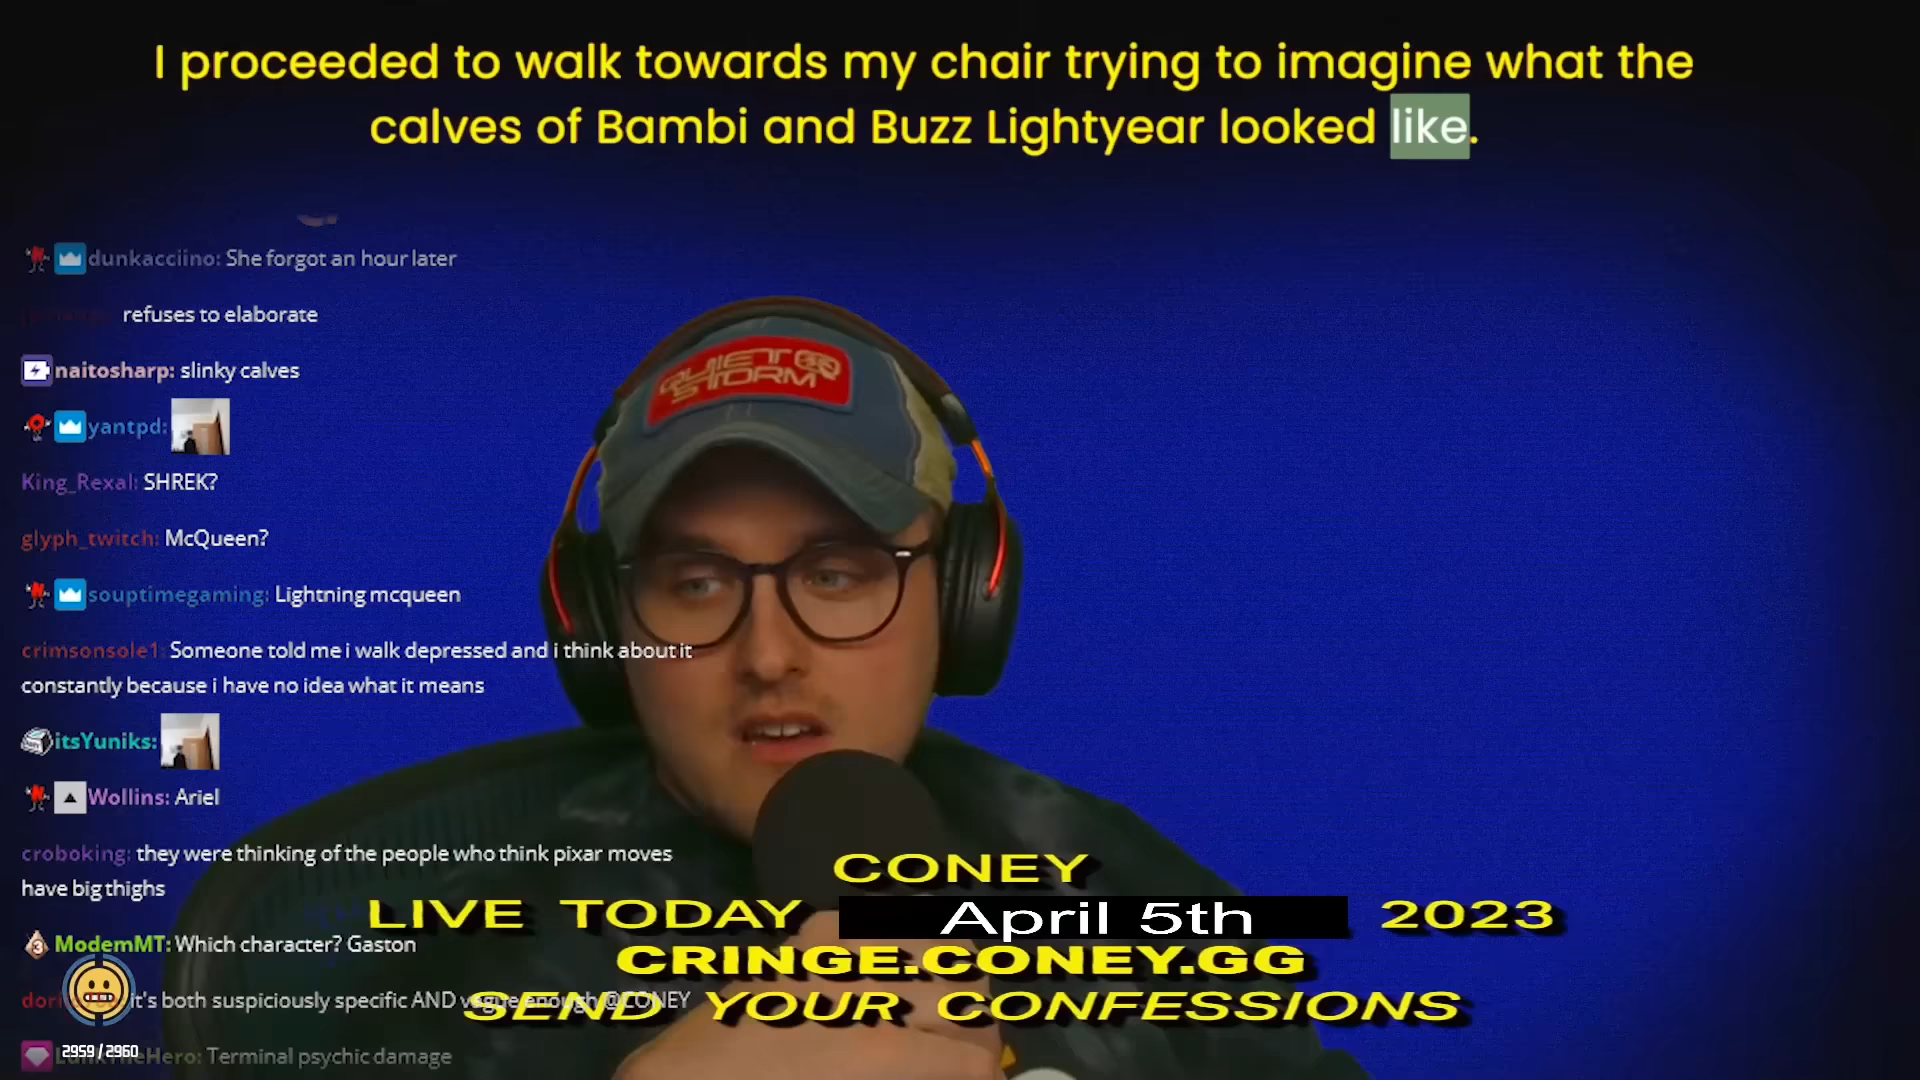 I proceeded to walk towards my chair trying to imagine what the
calves of Bambi and Buzz Lightyear looked like.
dunkacciino: She forgot an hour later
refuses to elaborate
naitosharp: slinky calves
yantpd:
King_Rexal: SHREK?
glyph_twitch: McQueen?
souptimegaming: Lightning mcqueen
crimsonsole1: Someone told me i walk depressed and i think about it
constantly because i have no idea what it means
itsYuniks:
Wollins: Ariel
croboking: they were thinking of the people who think pixar moves
have big thighs
ModemMT: Which character? Gaston
it's both suspiciously specific AND vague enough @CONEY
Terminal psychic damage
2959 / 2960
QUIET
STORM
CONEY
LIVE TODAY April 5th 2023
CRINGE.CONEY.GG
SEND YOUR CONFESSIONS